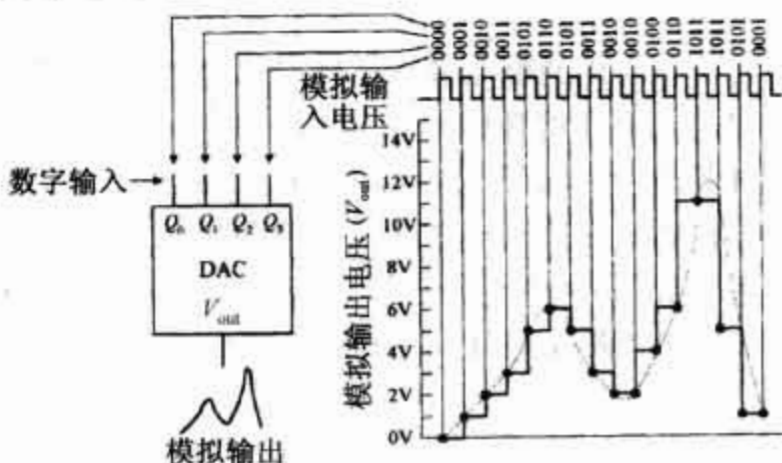 0000 0001 0010 0011 0101 0110 0101 0011 0010 0010 0100 0110 1011 1011 0101 0001
模拟输
入电压
数字输入
Q₀ Q₁ Q₂ Q₃
DAC
Vout
模拟输出
模拟输出电压 (Vout)
14V
12V
10V
8V
6V
4V
2V
0V